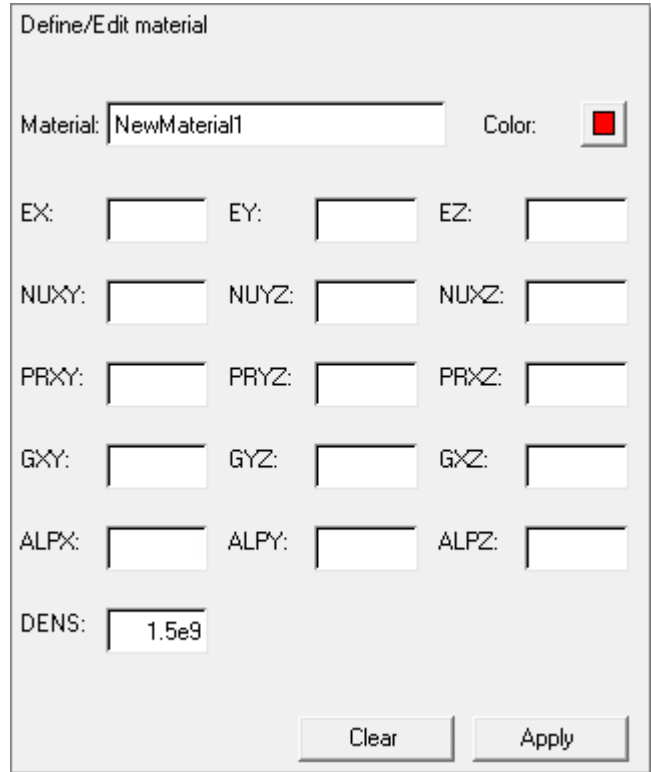 Define/Edit material
Material: NewMaterial1 Color:
EX: EY: EZ:
NUXY: NUYZ: NUXZ:
PRXY: PRYZ: PRXZ:
GXY: GYZ: GXZ:
ALPX: ALPY: ALPZ:
DENS: 1.5e9
Clear Apply